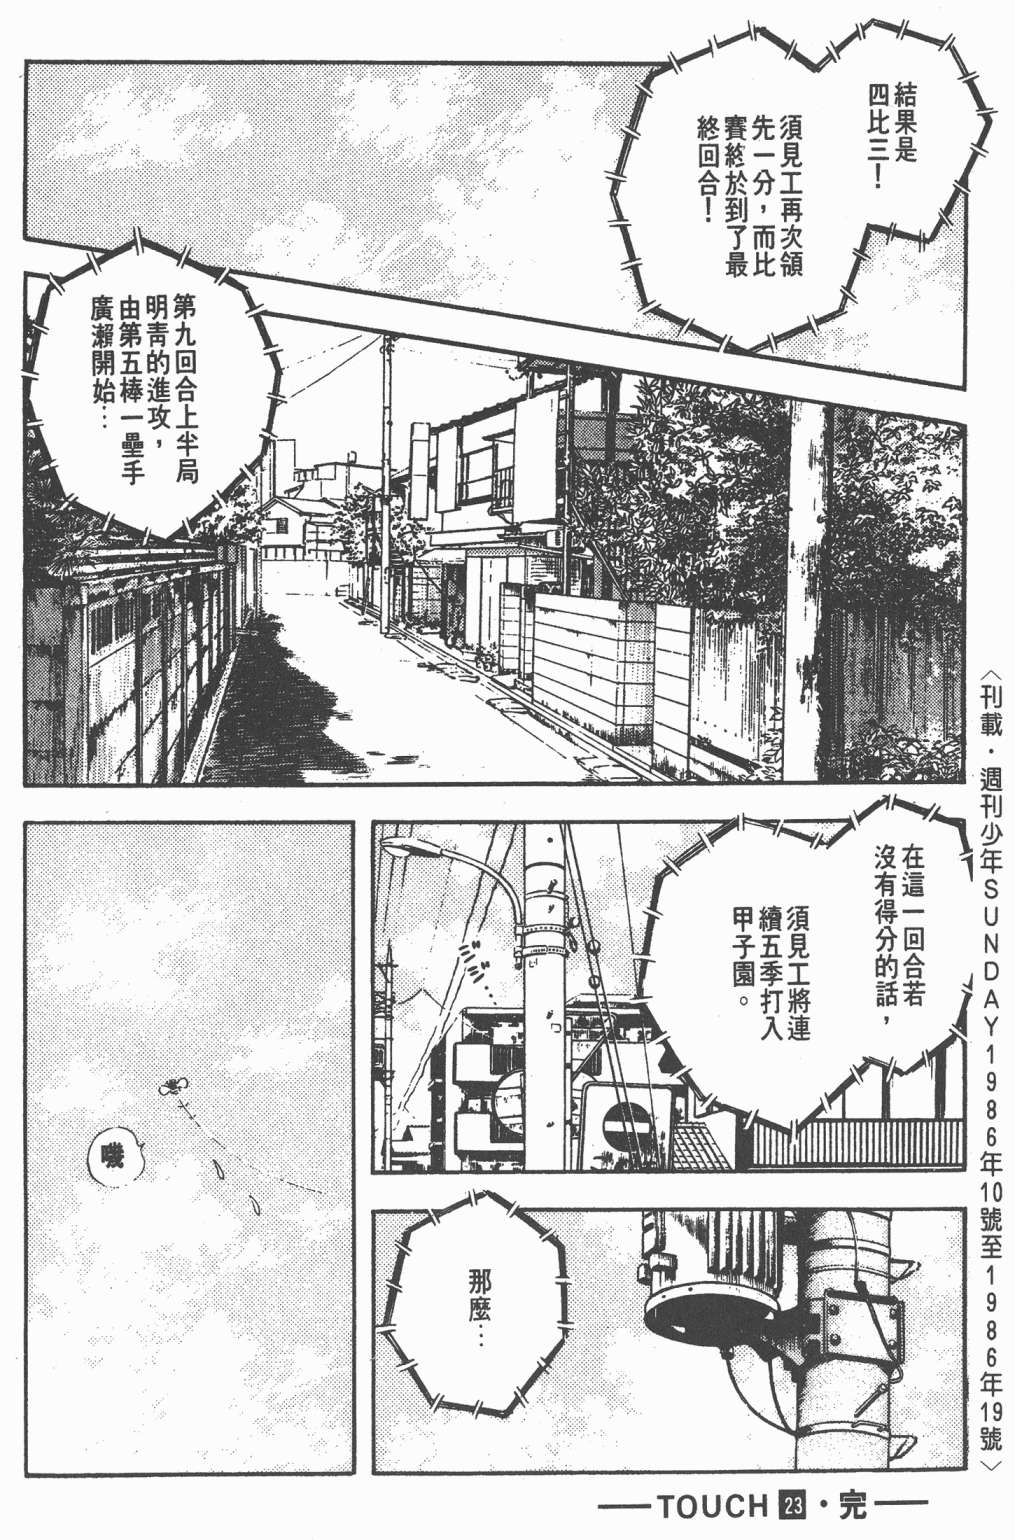 結果是
四比三！
須見工再次領
先一分，而比
賽終於到了最
終回合！
第九回合上半局
明青的進攻，
由第五棒一壘手
廣瀨開始…
在這一回合若
沒有得分的話，
須見工將連
續五季打入
甲子園。
嘰
那麼…
〈刊載・週刊少年SUNDAY1986年10號至1986年19號〉
TOUCH 23・完